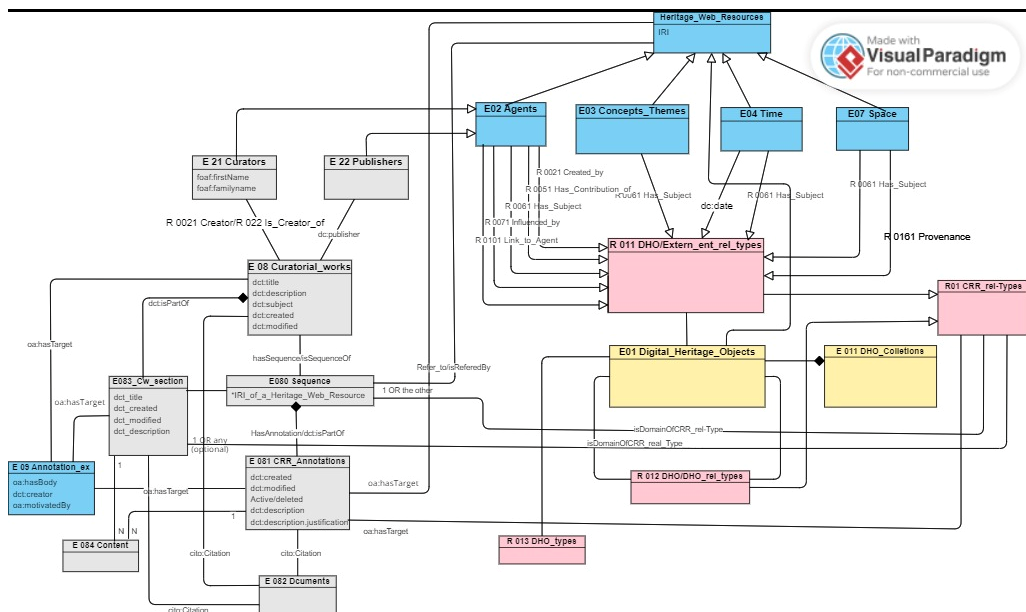 Heritage_Web_Resources
IRI
Made with
VisualParadigm
For non-commercial use
E02 Agents
E03 Concepts_Themes
E04 Time
E07 Space
E 21 Curators
foaf:firstName
foaf:familyname
E 22 Publishers
R 0021 Created_by
R 0051 Has_Contribution_of
R 0061 Has_Subject
R 0061 Has_Subject
R 0061 Has_Subject
R 0061 Has_Subject
dc:date
R 0071 Influenced_by
R 0101 Link_to_Agent
R 0161 Provenance
R 0021 Creator/R 022 Is_Creator_of
dc:publisher
R 011 DHO/Extern_ent_rel_types
E 08 Curatorial_works
dct:title
dct:description
dct:subject
dct:created
dct:modified
R01 CRR_rel-Types
dct:isPartOf
oa:hasTarget
hasSequence/isSequenceOf
Refer_to/isReferedBy
E01 Digital_Heritage_Objects
E 011 DHO_Colletions
E083_Cw_section
dct_title
dct_created
dct_modified
dct_description
E080 Sequence
*IRI_of_a_Heritage_Web_Resource
1 OR the other
oa:hasTarget
HasAnnotation/dct:isPartOf
isDomainOfCRR_rel-Type
isDomainOfCRR_real_Type
1 OR any
(optional)
E 09 Annotation_ex
oa:hasBody
dct:creator
oa:motivatedBy
1
E 081 CRR_Annotations
dct:created
dct:modified
Active/deleted
dct:description
dct:description.justification
oa:hasTarget
oa:hasTarget
R 012 DHO/DHO_rel_types
1
N
N
oa:hasTarget
E 084 Content
R 013 DHO_types
cito:Citation
cito:Citation
E 082 Dcuments
cito:Citation